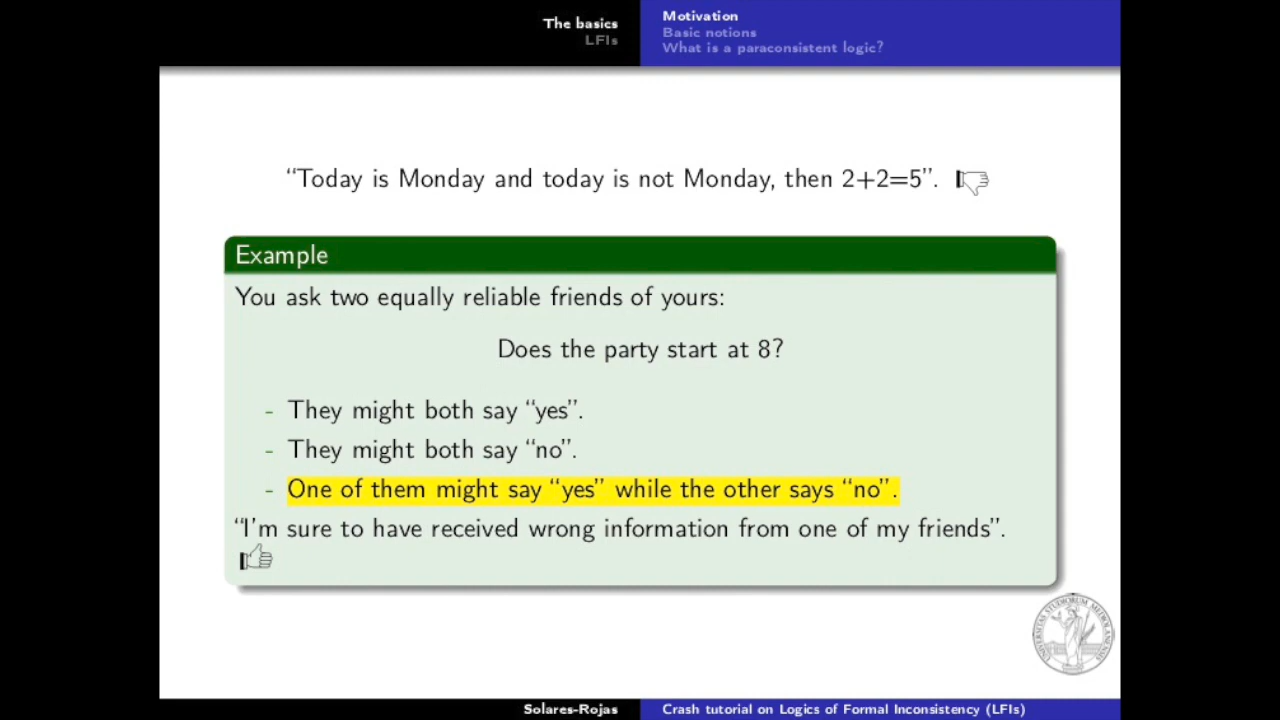 The basics
LFIs
Motivation
Basic notions
What is a paraconsistent logic?
“Today is Monday and today is not Monday, then 2+2=5”.
Example
You ask two equally reliable friends of yours:
Does the party start at 8?
- They might both say “yes”.
- They might both say “no”.
- One of them might say “yes” while the other says “no”.
“I’m sure to have received wrong information from one of my friends”.
UNIVERSITAS STUDIORUM MEDIOLANENSIS
Solares-Rojas
Crash tutorial on Logics of Formal Inconsistency (LFIs)